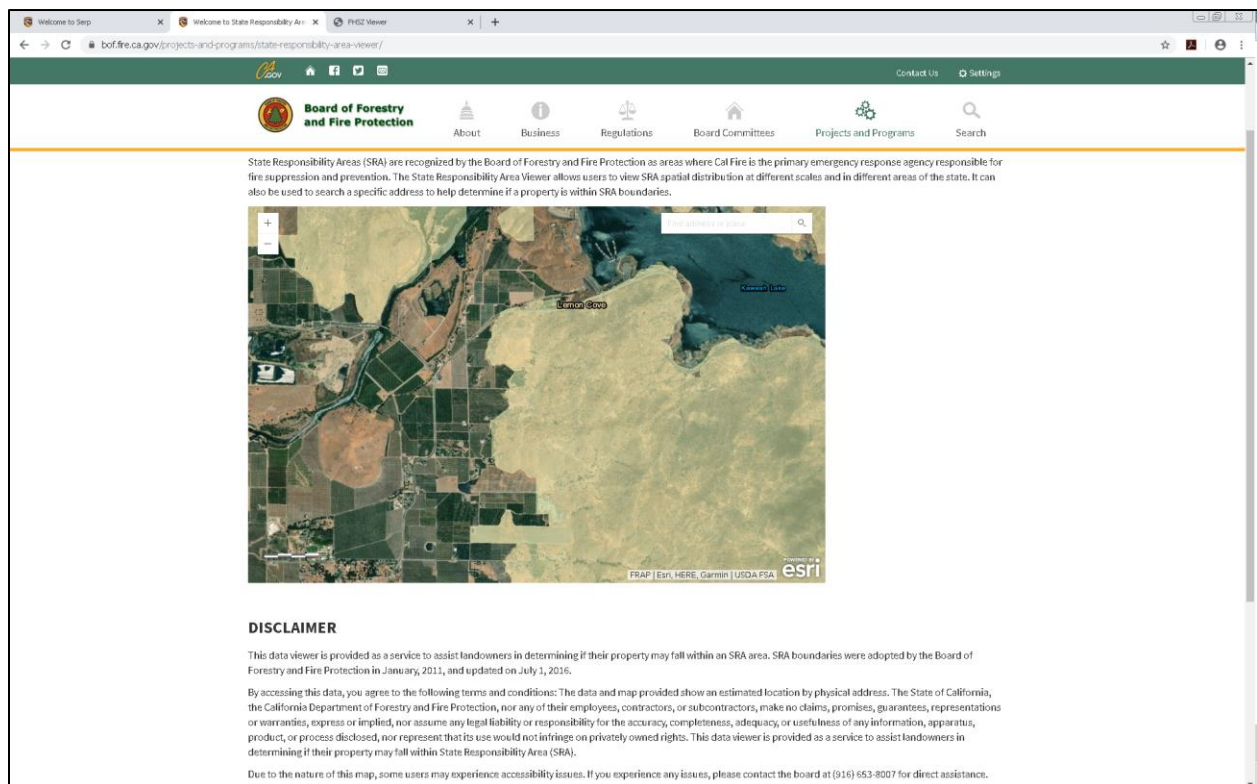 Welcome to Serp
Welcome to State Responsibility Are
FHSZ Viewer
bof.fire.ca.gov/projects-and-programs/state-responsibility-area-viewer/
CA.GOV
Contact Us
Settings
Board of Forestry
and Fire Protection
About
Business
Regulations
Board Committees
Projects and Programs
Search
State Responsibility Areas (SRA) are recognized by the Board of Forestry and Fire Protection as areas where Cal Fire is the primary emergency response agency responsible for
fire suppression and prevention. The State Responsibility Area Viewer allows users to view SRA spatial distribution at different scales and in different areas of the state. It can
also be used to search a specific address to help determine if a property is within SRA boundaries.
+
−
Find address or place
Kaweah Lake
Lemon Cove
FRAP | Esri, HERE, Garmin | USDA FSA
POWERED BY
esri
DISCLAIMER
This data viewer is provided as a service to assist landowners in determining if their property may fall within an SRA area. SRA boundaries were adopted by the Board of
Forestry and Fire Protection in January, 2011, and updated on July 1, 2016.
By accessing this data, you agree to the following terms and conditions: The data and map provided show an estimated location by physical address. The State of California,
the California Department of Forestry and Fire Protection, nor any of their employees, contractors, or subcontractors, make no claims, promises, guarantees, representations
or warranties, express or implied, nor assume any legal liability or responsibility for the accuracy, completeness, adequacy, or usefulness of any information, apparatus,
product, or process disclosed, nor represent that its use would not infringe on privately owned rights. This data viewer is provided as a service to assist landowners in
determining if their property may fall within State Responsibility Area (SRA).
Due to the nature of this map, some users may experience accessibility issues. If you experience any issues, please contact the board at (916) 653-8007 for direct assistance.